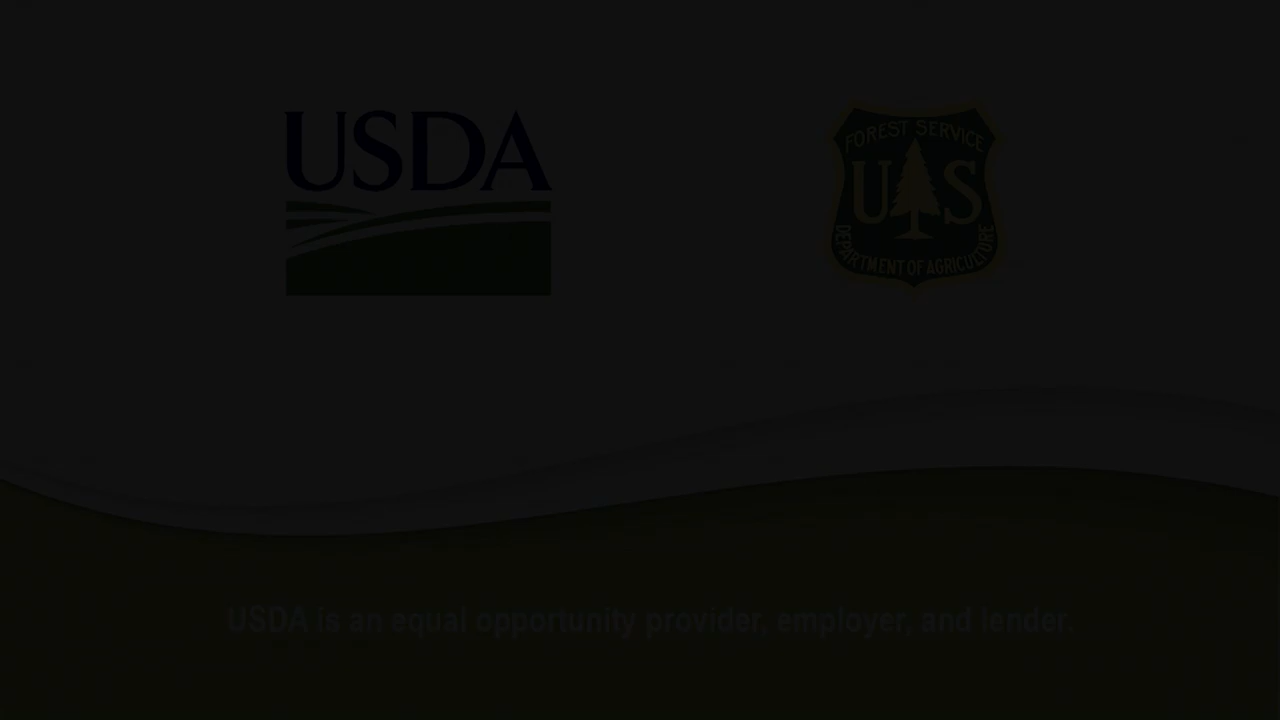 USDA
FOREST SERVICE
U S
DEPARTMENT OF AGRICULTURE
USDA is an equal opportunity provider, employer, and lender.